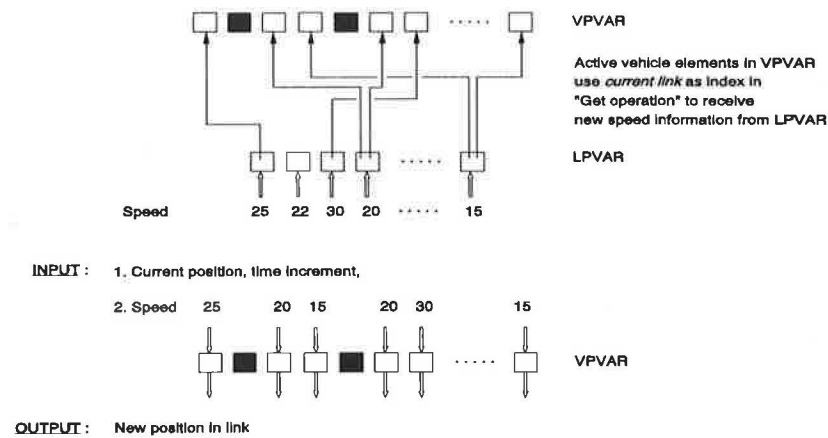 VPVAR
Active vehicle elements in VPVAR
use current link as Index in
"Get operation" to receive
new speed information from LPVAR
LPVAR
Speed 25 22 30 20 ..... 15
INPUT : 1. Current position, time increment,
2. Speed 25 20 15 20 30 15
..... VPVAR
OUTPUT : New position in link